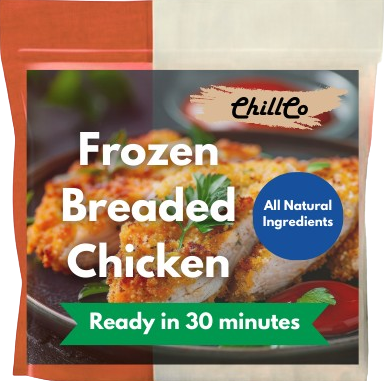 ChillCo
Frozen
Breaded
Chicken
All Natural
Ingredients
Ready in 30 minutes